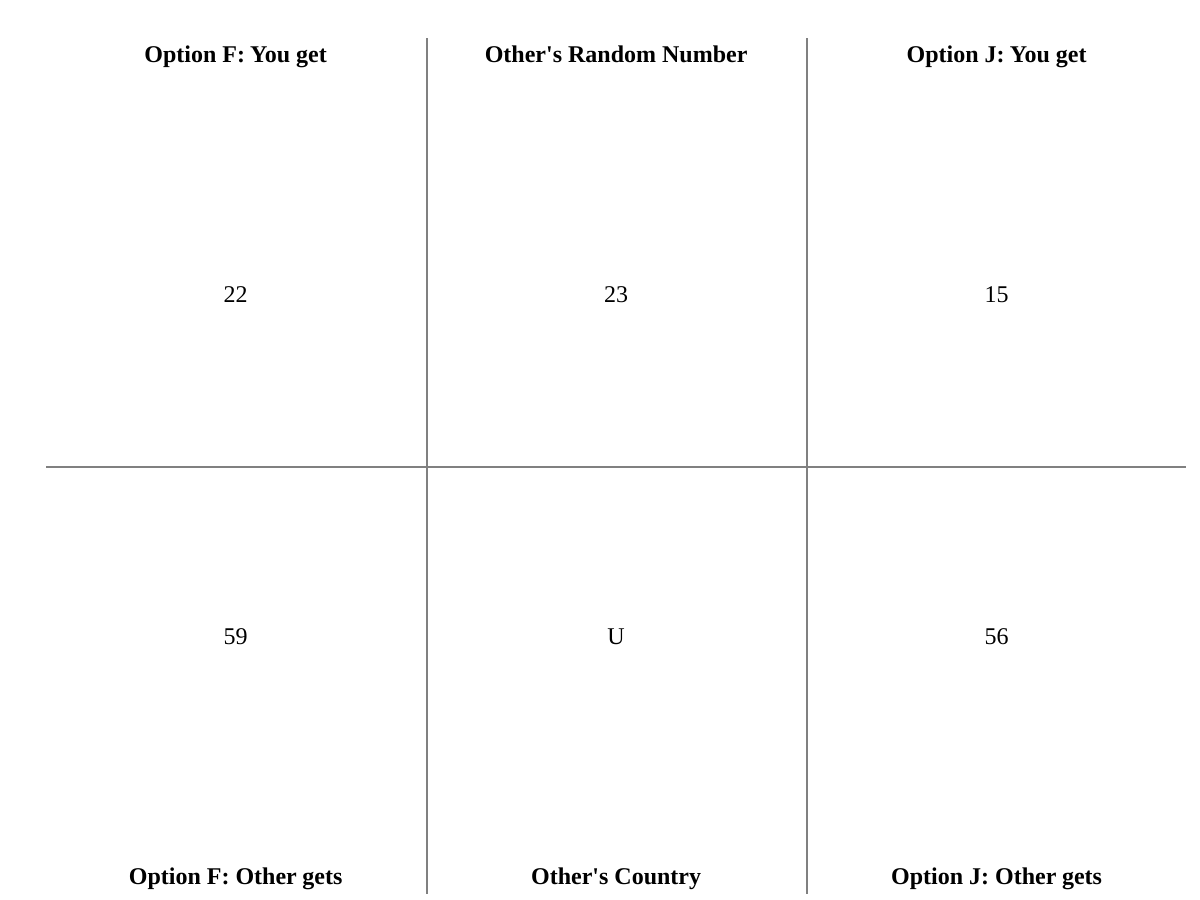 Option F: You get
Other's Random Number
Option J: You get
22
23
15
59
U
56
Option F: Other gets
Other's Country
Option J: Other gets